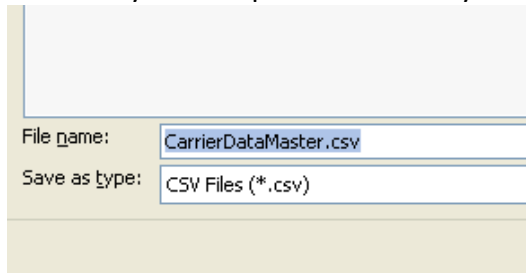 File name:
CarrierDataMaster.csv
Save as type:
CSV Files (*.csv)